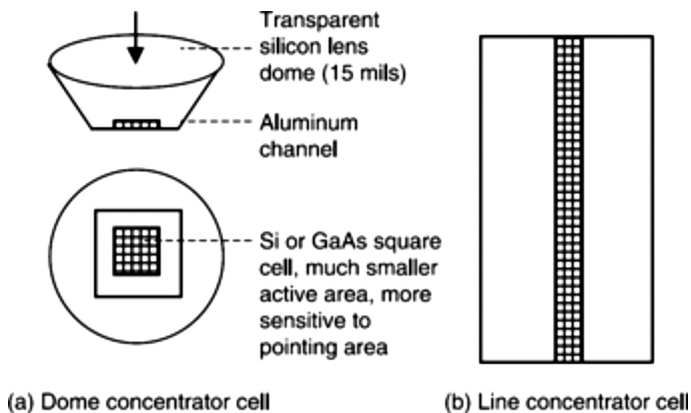 Transparent
silicon lens
dome (15 mils)
Aluminum
channel
Si or GaAs square
cell, much smaller
active area, more
sensitive to
pointing area
(a) Dome concentrator cell
(b) Line concentrator cell